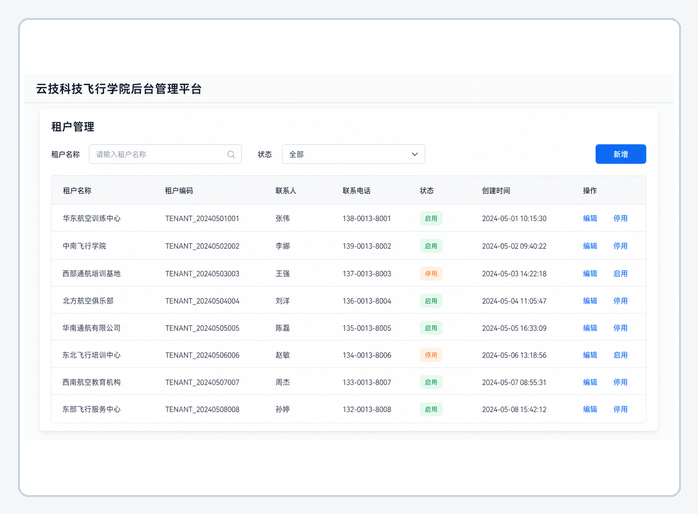 云技科技飞行学院后台管理平台
租户管理
租户名称 请输入租户名称 状态 全部 新增
租户名称 租户编码 联系人 联系电话 状态 创建时间 操作
华东航空训练中心 TENANT_20240501001 张伟 138-0013-8001 启用 2024-05-01 10:15:30 编辑 停用
中南飞行学院 TENANT_20240502002 李娜 139-0013-8002 启用 2024-05-02 09:40:22 编辑 停用
西部通航培训基地 TENANT_20240503003 王强 137-0013-8003 停用 2024-05-03 14:22:18 编辑 启用
北方航空俱乐部 TENANT_20240504004 刘洋 136-0013-8004 启用 2024-05-04 11:05:47 编辑 停用
华南通航有限公司 TENANT_20240505005 陈磊 135-0013-8005 启用 2024-05-05 16:33:09 编辑 停用
东北飞行培训中心 TENANT_20240506006 赵敏 134-0013-8006 停用 2024-05-06 13:18:56 编辑 启用
西南航空教育机构 TENANT_20240507007 周杰 133-0013-8007 启用 2024-05-07 08:55:31 编辑 停用
东部飞行服务中心 TENANT_20240508008 孙婷 132-0013-8008 启用 2024-05-08 15:42:12 编辑 停用